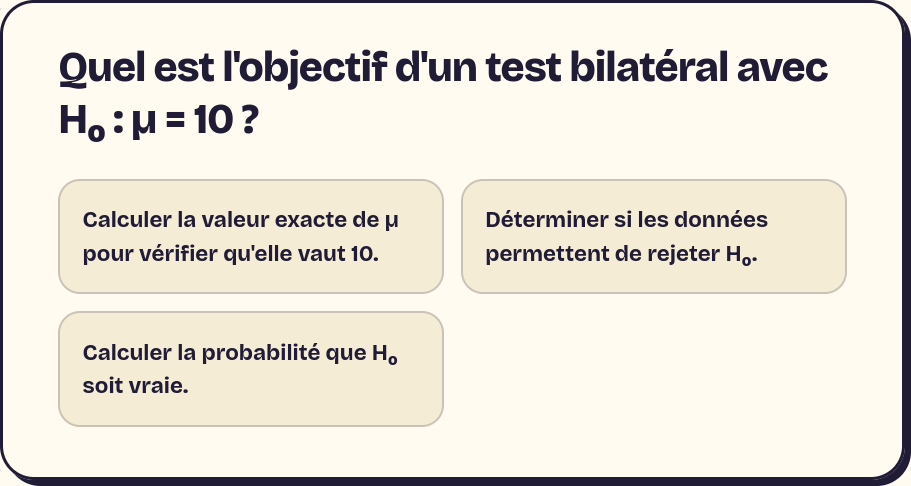 Quel est l'objectif d'un test bilatéral avec
H₀ : μ = 10 ?
Calculer la valeur exacte de μ
pour vérifier qu'elle vaut 10.
Déterminer si les données
permettent de rejeter H₀.
Calculer la probabilité que H₀
soit vraie.